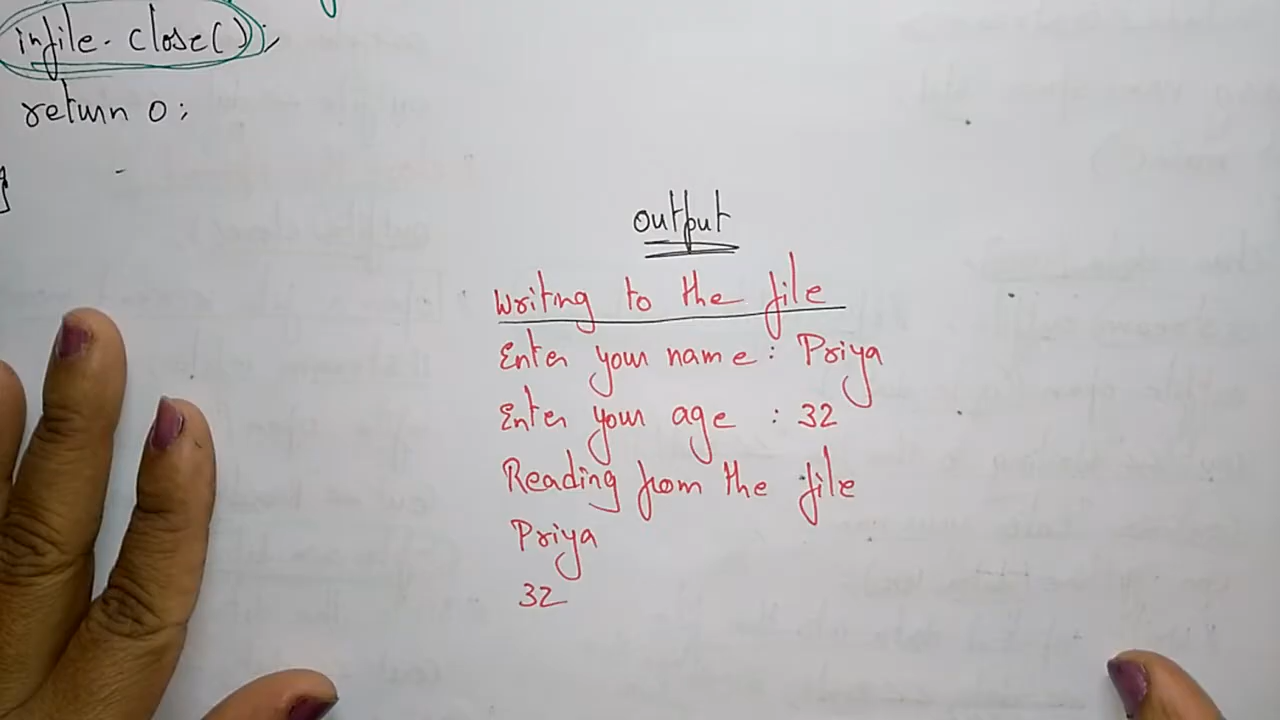 infile.close();
return 0;
}
output
Writing to the file
Enter your name : Priya
Enter your age : 32
Reading from the file
Priya
32